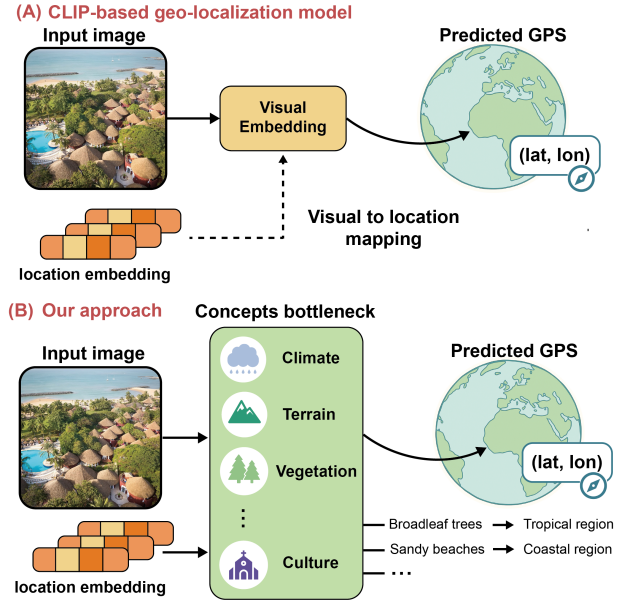 (A) CLIP-based geo-localization model
Input image
Predicted GPS
Visual
Embedding
(lat, lon)
Visual to location
mapping
location embedding
(B) Our approach
Concepts bottleneck
Input image
Predicted GPS
Climate
Terrain
Vegetation
(lat, lon)
Broadleaf trees
Tropical region
Sandy beaches
Coastal region
...
Culture
location embedding